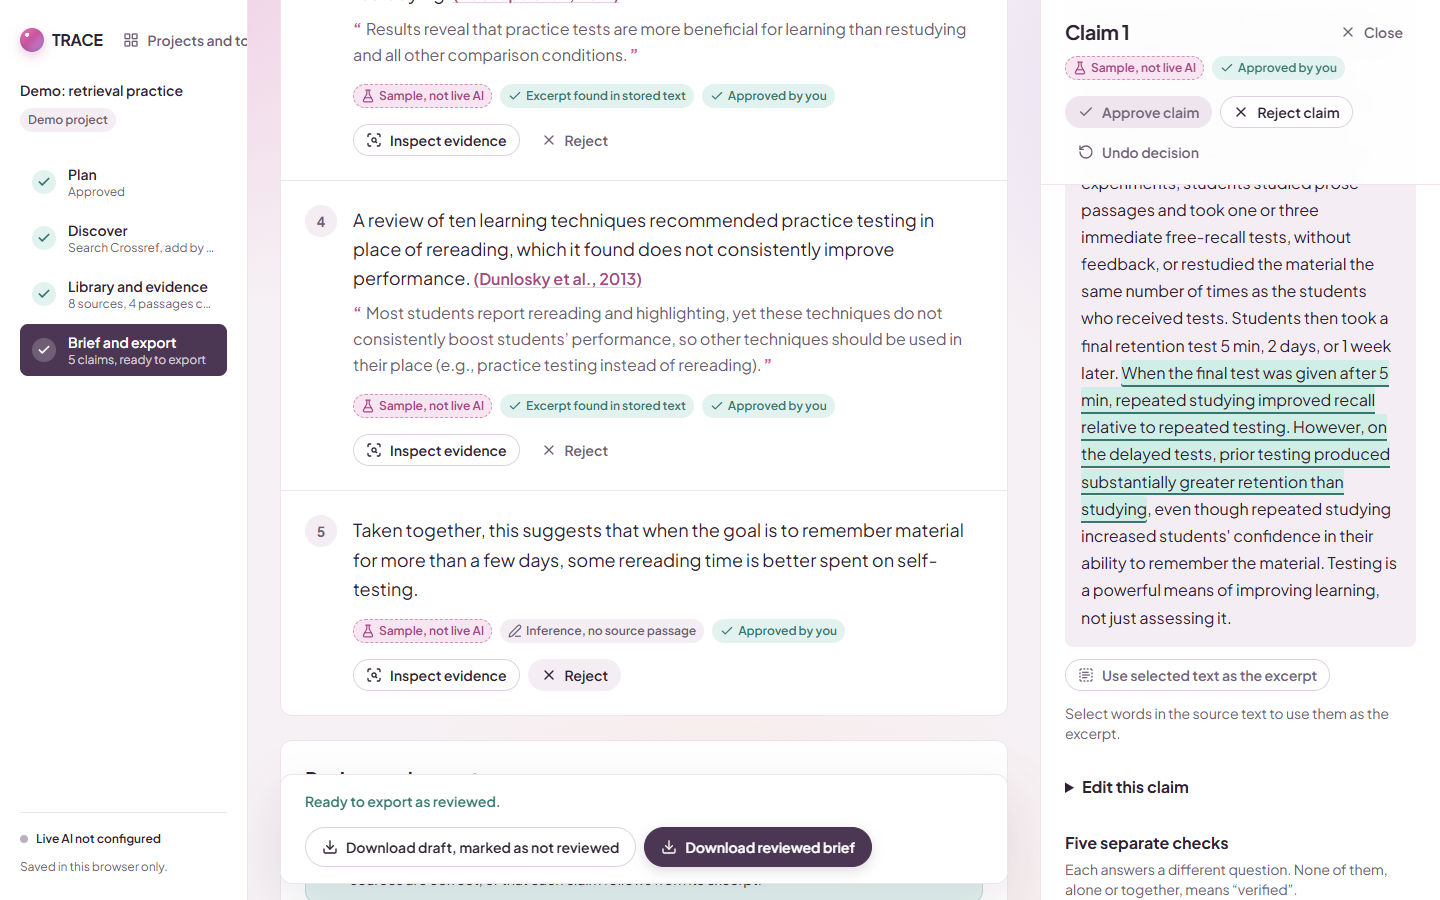 TRACE
Projects and to
Demo: retrieval practice
Demo project
Plan
Approved
Discover
Search Crossref, add by ...
Library and evidence
8 sources, 4 passages c...
Brief and export
5 claims, ready to export
Live AI not configured
Saved in this browser only.
“ Results reveal that practice tests are more beneficial for learning than restudying
and all other comparison conditions. ”
Sample, not live AI
Excerpt found in stored text
Approved by you
Inspect evidence
Reject
4
A review of ten learning techniques recommended practice testing in
place of rereading, which it found does not consistently improve
performance. (Dunlosky et al., 2013)
“ Most students report rereading and highlighting, yet these techniques do not
consistently boost students’ performance, so other techniques should be used in
their place (e.g., practice testing instead of rereading). ”
Sample, not live AI
Excerpt found in stored text
Approved by you
Inspect evidence
Reject
5
Taken together, this suggests that when the goal is to remember material
for more than a few days, some rereading time is better spent on self-
testing.
Sample, not live AI
Inference, no source passage
Approved by you
Inspect evidence
Reject
Ready to export as reviewed.
Download draft, marked as not reviewed
Download reviewed brief
Claim 1
Close
Sample, not live AI
Approved by you
Approve claim
Reject claim
Undo decision
experiments, students studied prose
passages and took one or three
immediate free-recall tests, without
feedback, or restudied the material the
same number of times as the students
who received tests. Students then took a
final retention test 5 min, 2 days, or 1 week
later. When the final test was given after 5
min, repeated studying improved recall
relative to repeated testing. However, on
the delayed tests, prior testing produced
substantially greater retention than
studying, even though repeated studying
increased students' confidence in their
ability to remember the material. Testing is
a powerful means of improving learning,
not just assessing it.
Use selected text as the excerpt
Select words in the source text to use them as the
excerpt.
Edit this claim
Five separate checks
Each answers a different question. None of them,
alone or together, means “verified”.